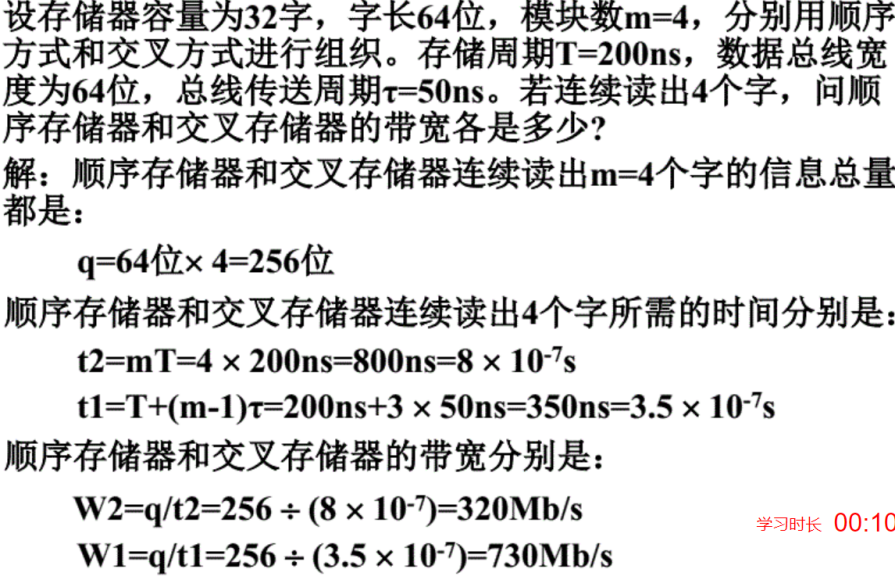 设存储器容量为32字，字长64位，模块数m=4，分别用顺序
方式和交叉方式进行组织。存储周期T=200ns，数据总线宽
度为64位，总线传送周期τ=50ns。若连续读出4个字，问顺
序存储器和交叉存储器的带宽各是多少?
解：顺序存储器和交叉存储器连续读出m=4个字的信息总量
都是：
q=64位× 4=256位
顺序存储器和交叉存储器连续读出4个字所需的时间分别是：
t2=mT=4 × 200ns=800ns=8 × 10⁻⁷s
t1=T+(m-1)τ=200ns+3 × 50ns=350ns=3.5 × 10⁻⁷s
顺序存储器和交叉存储器的带宽分别是：
W2=q/t2=256 ÷ (8 × 10⁻⁷)=320Mb/s
W1=q/t1=256 ÷ (3.5 × 10⁻⁷)=730Mb/s
学习时长 00:10